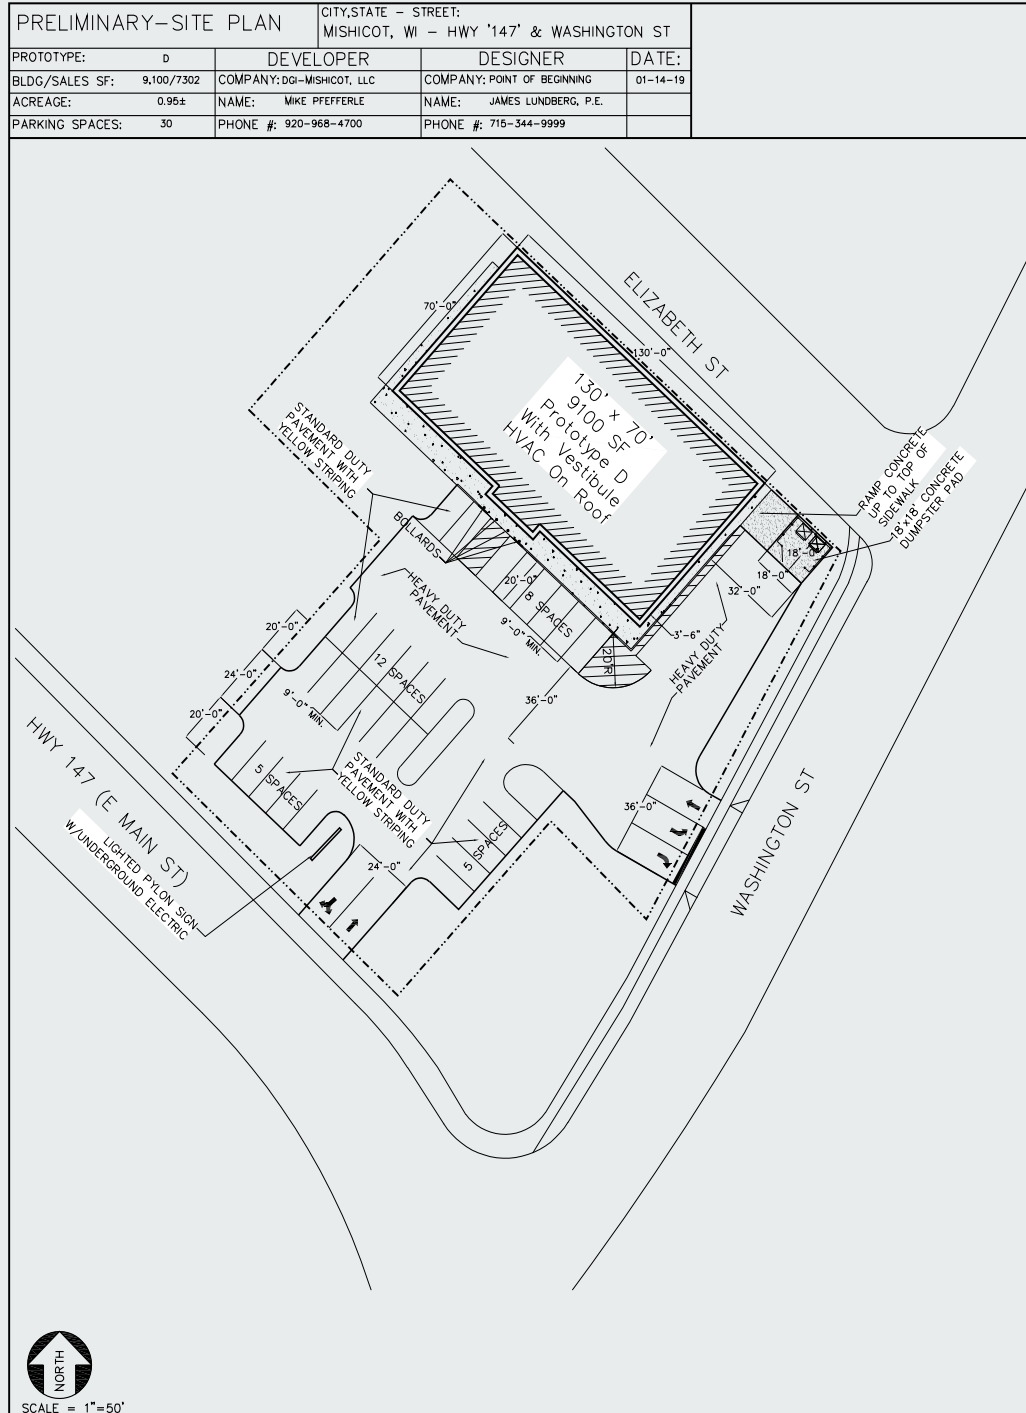 PRELIMINARY-SITE PLAN
CITY,STATE - STREET:
MISHICOT, WI - HWY '147' & WASHINGTON ST
PROTOTYPE: D
DEVELOPER
DESIGNER
DATE:
BLDG/SALES SF: 9,100/7302
COMPANY: DGI-MISHICOT, LLC
COMPANY: POINT OF BEGINNING
01-14-19
ACREAGE: 0.95±
NAME: MIKE PFEFFERLE
NAME: JAMES LUNDBERG, P.E.
PARKING SPACES: 30
PHONE #: 920-968-4700
PHONE #: 715-344-9999
ELIZABETH ST
70'-0"
130'-0"
130' x 70'
9100 SF
Prototype D
With Vestibule
HVAC On Roof
STANDARD DUTY
PAVEMENT WITH
YELLOW STRIPING
RAMP CONCRETE
UP TO TOP OF
SIDEWALK
18'x18' CONCRETE
DUMPSTER PAD
BOLLARDS
18'-0"
18'-0"
32'-0"
HEAVY DUTY
PAVEMENT
20'-0"
8 SPACES
9'-0" MIN.
3'-6"
20'R
HEAVY DUTY
PAVEMENT
20'-0"
24'-0"
20'-0"
12 SPACES
9'-0" MIN.
36'-0"
HWY 147 (E MAIN ST)
5 SPACES
STANDARD DUTY
PAVEMENT WITH
YELLOW STRIPING
36'-0"
5 SPACES
24'-0"
WASHINGTON ST
LIGHTED PYLON SIGN
W/UNDERGROUND ELECTRIC
NORTH
SCALE = 1"=50'